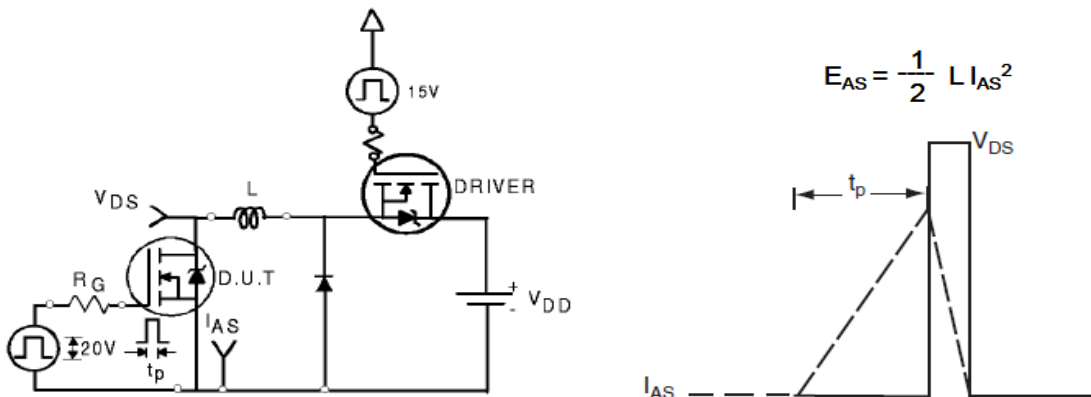 15V
DRIVER
VDS
L
D.U.T
RG
IAS
+
-
VDD
20V
tp
EAS = 1/2 L IAS²
VDS
tp
IAS